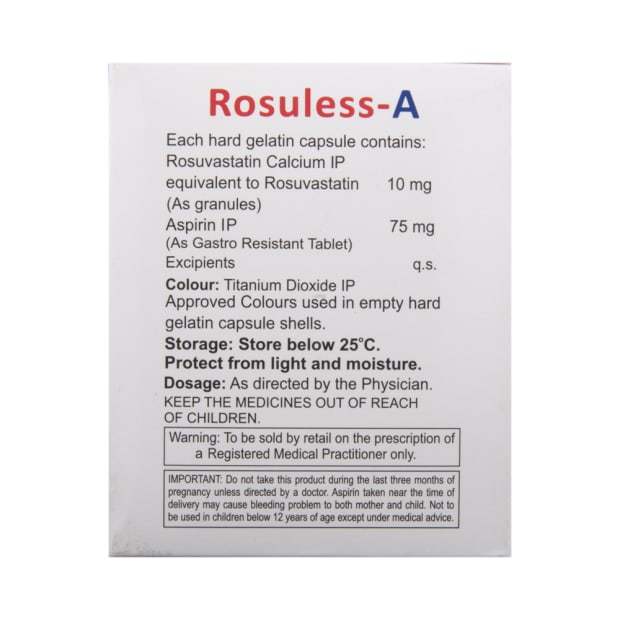 Rosuless-A
Each hard gelatin capsule contains:
Rosuvastatin Calcium IP
equivalent to Rosuvastatin 10 mg
(As granules)
Aspirin IP 75 mg
(As Gastro Resistant Tablet)
Excipients q.s.
Colour: Titanium Dioxide IP
Approved Colours used in empty hard
gelatin capsule shells.
Storage: Store below 25°C.
Protect from light and moisture.
Dosage: As directed by the Physician.
KEEP THE MEDICINES OUT OF REACH
OF CHILDREN.
Warning: To be sold by retail on the prescription of
a Registered Medical Practitioner only.
IMPORTANT: Do not take this product during the last three months of
pregnancy unless directed by a doctor. Aspirin taken near the time of
delivery may cause bleeding problem to both mother and child. Not to
be used in children below 12 years of age except under medical advice.